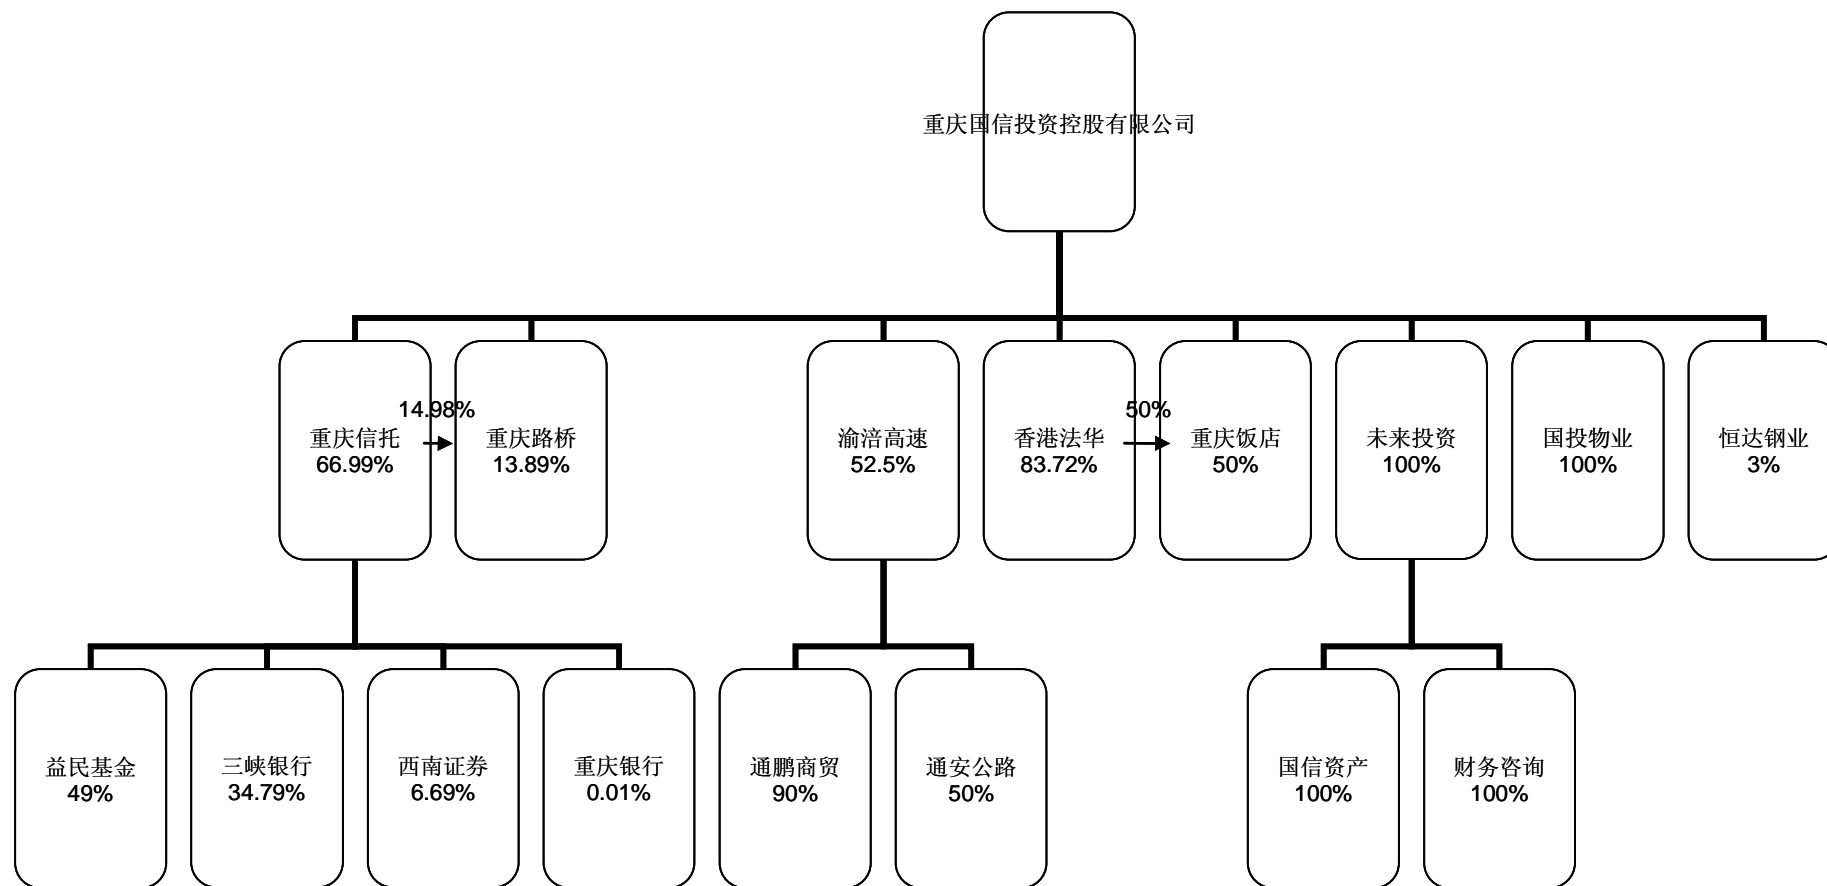 重庆国信投资控股有限公司
14.98%
50%
重庆信托
66.99%
重庆路桥
13.89%
渝涪高速
52.5%
香港法华
83.72%
重庆饭店
50%
未来投资
100%
国投物业
100%
恒达钢业
3%
益民基金
49%
三峡银行
34.79%
西南证券
6.69%
重庆银行
0.01%
通鹏商贸
90%
通安公路
50%
国信资产
100%
财务咨询
100%